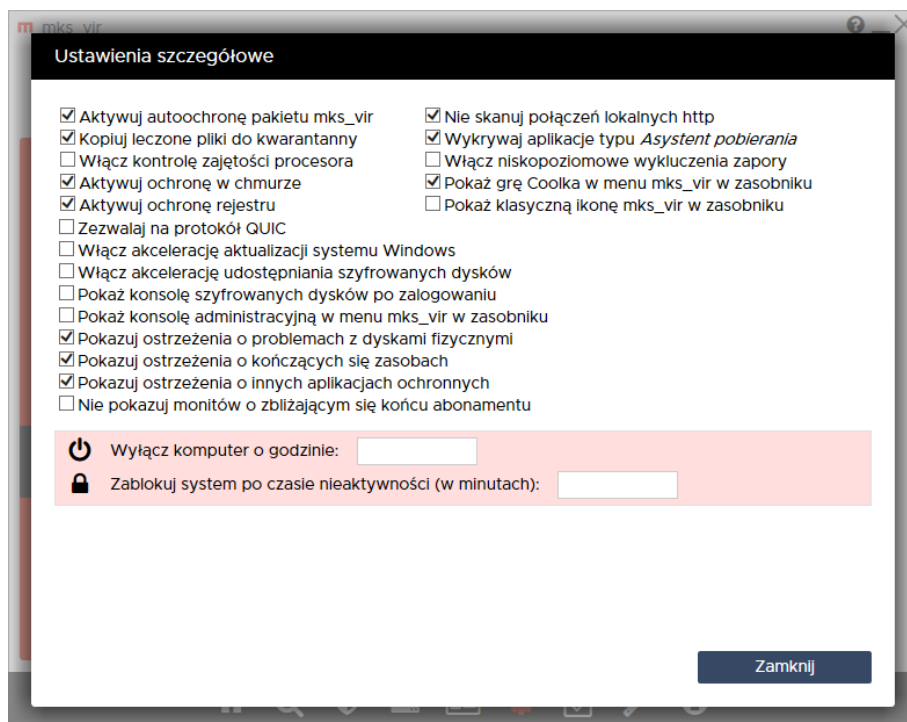 mks_vir
Ustawienia szczegółowe
Aktywuj autoochronę pakietu mks_vir
Kopiuj leczone pliki do kwarantanny
Włącz kontrolę zajętości procesora
Aktywuj ochronę w chmurze
Aktywuj ochronę rejestru
Zezwalaj na protokół QUIC
Włącz akcelerację aktualizacji systemu Windows
Włącz akcelerację udostępniania szyfrowanych dysków
Pokaż konsolę szyfrowanych dysków po zalogowaniu
Pokaż konsolę administracyjną w menu mks_vir w zasobniku
Pokazuj ostrzeżenia o problemach z dyskami fizycznymi
Pokazuj ostrzeżenia o kończących się zasobach
Pokazuj ostrzeżenia o innych aplikacjach ochronnych
Nie pokazuj monitów o zbliżającym się końcu abonamentu
Nie skanuj połączeń lokalnych http
Wykrywaj aplikacje typu Asystent pobierania
Włącz niskopoziomowe wykluczenia zapory
Pokaż grę Coolka w menu mks_vir w zasobniku
Pokaż klasyczną ikonę mks_vir w zasobniku
Wyłącz komputer o godzinie:
Zablokuj system po czasie nieaktywności (w minutach):
Zamknij